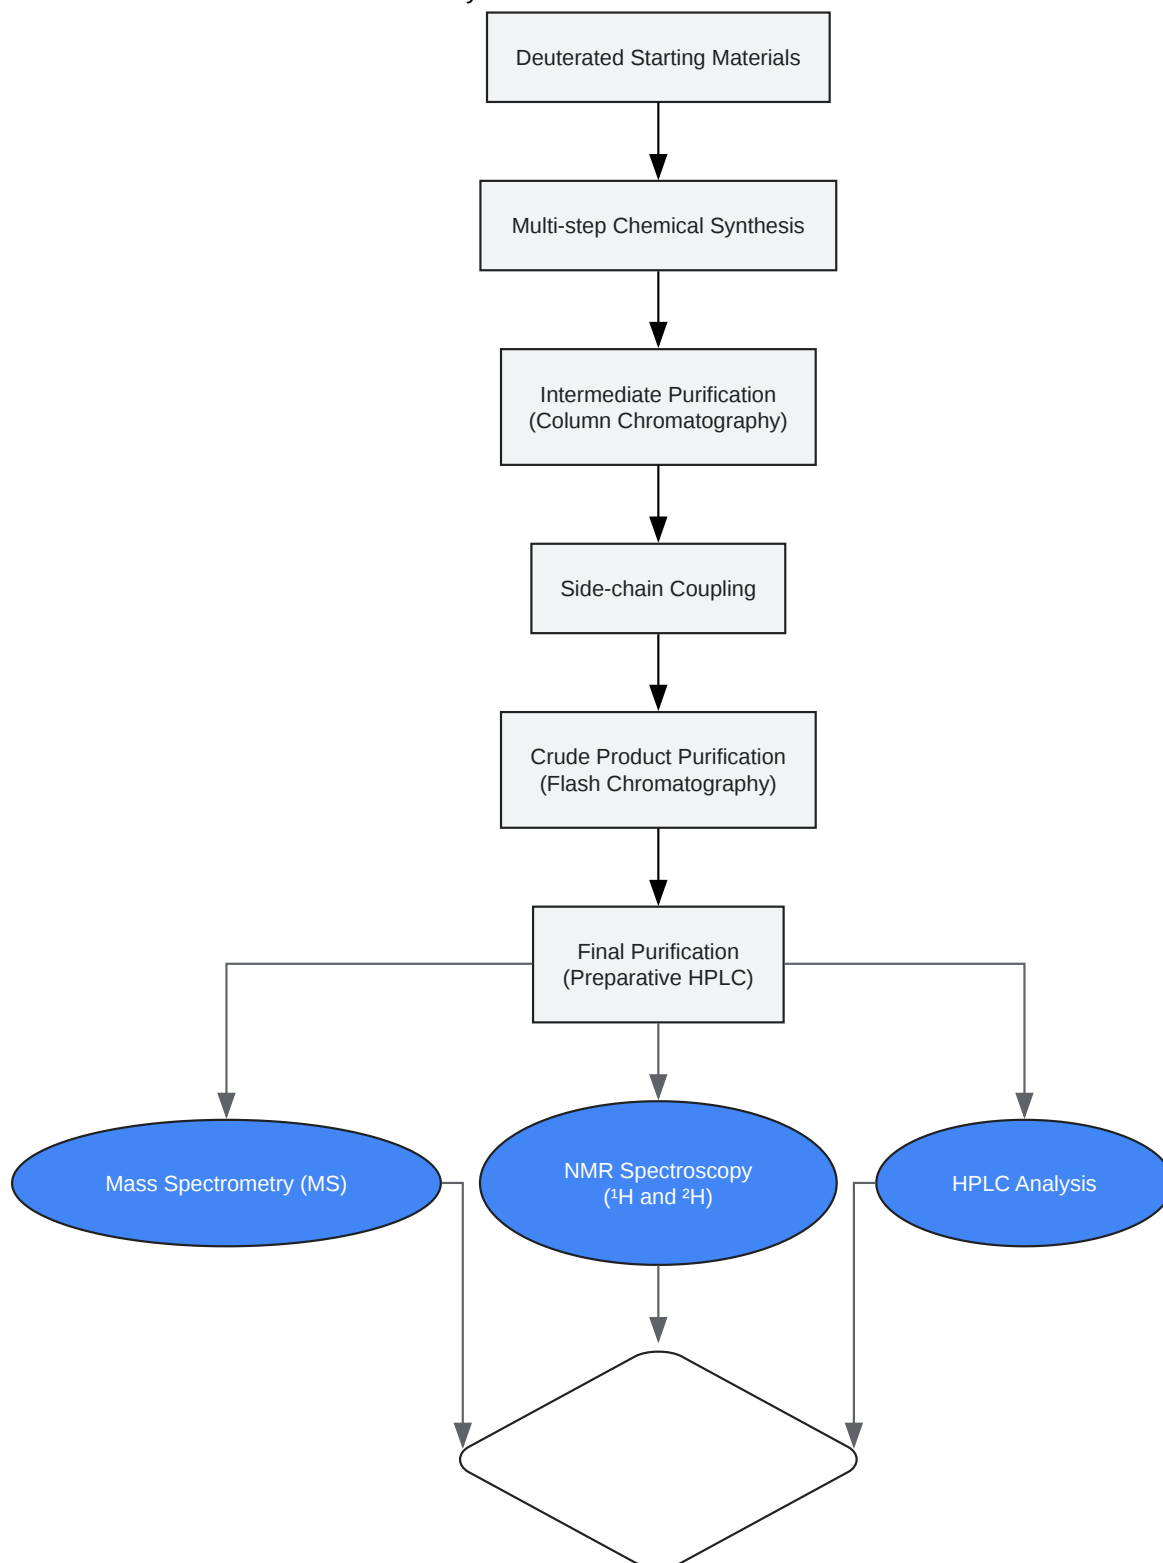 Deuterated Starting Materials
Multi-step Chemical Synthesis
Intermediate Purification
(Column Chromatography)
Side-chain Coupling
Crude Product Purification
(Flash Chromatography)
Final Purification
(Preparative HPLC)
Mass Spectrometry (MS)
NMR Spectroscopy
(¹H and ²H)
HPLC Analysis